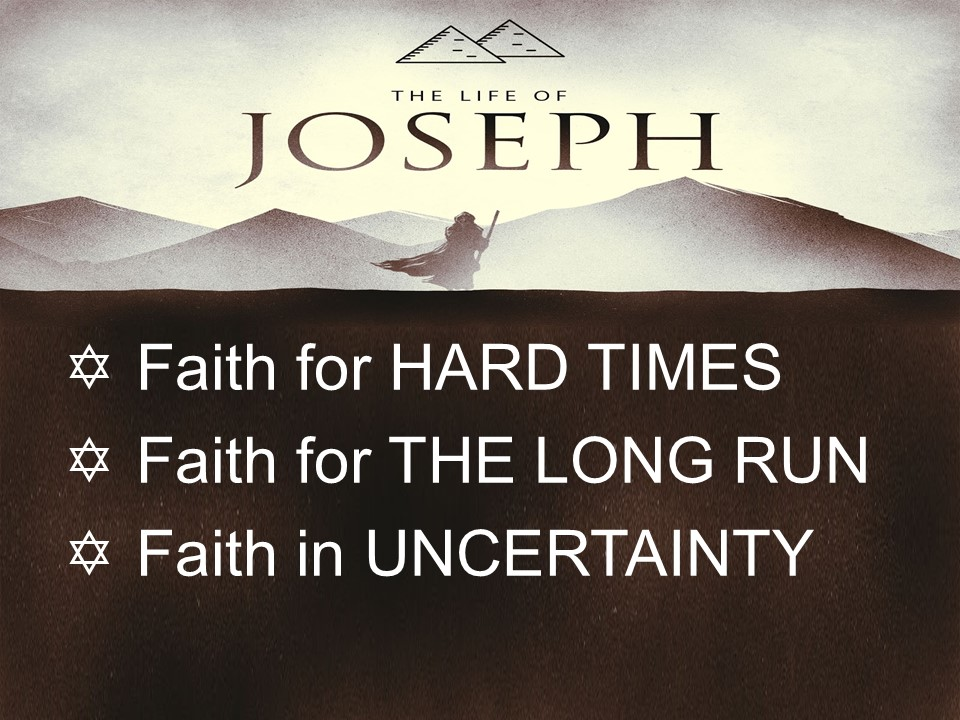 THE LIFE OF
JOSEPH
✡ Faith for HARD TIMES
✡ Faith for THE LONG RUN
✡ Faith in UNCERTAINTY